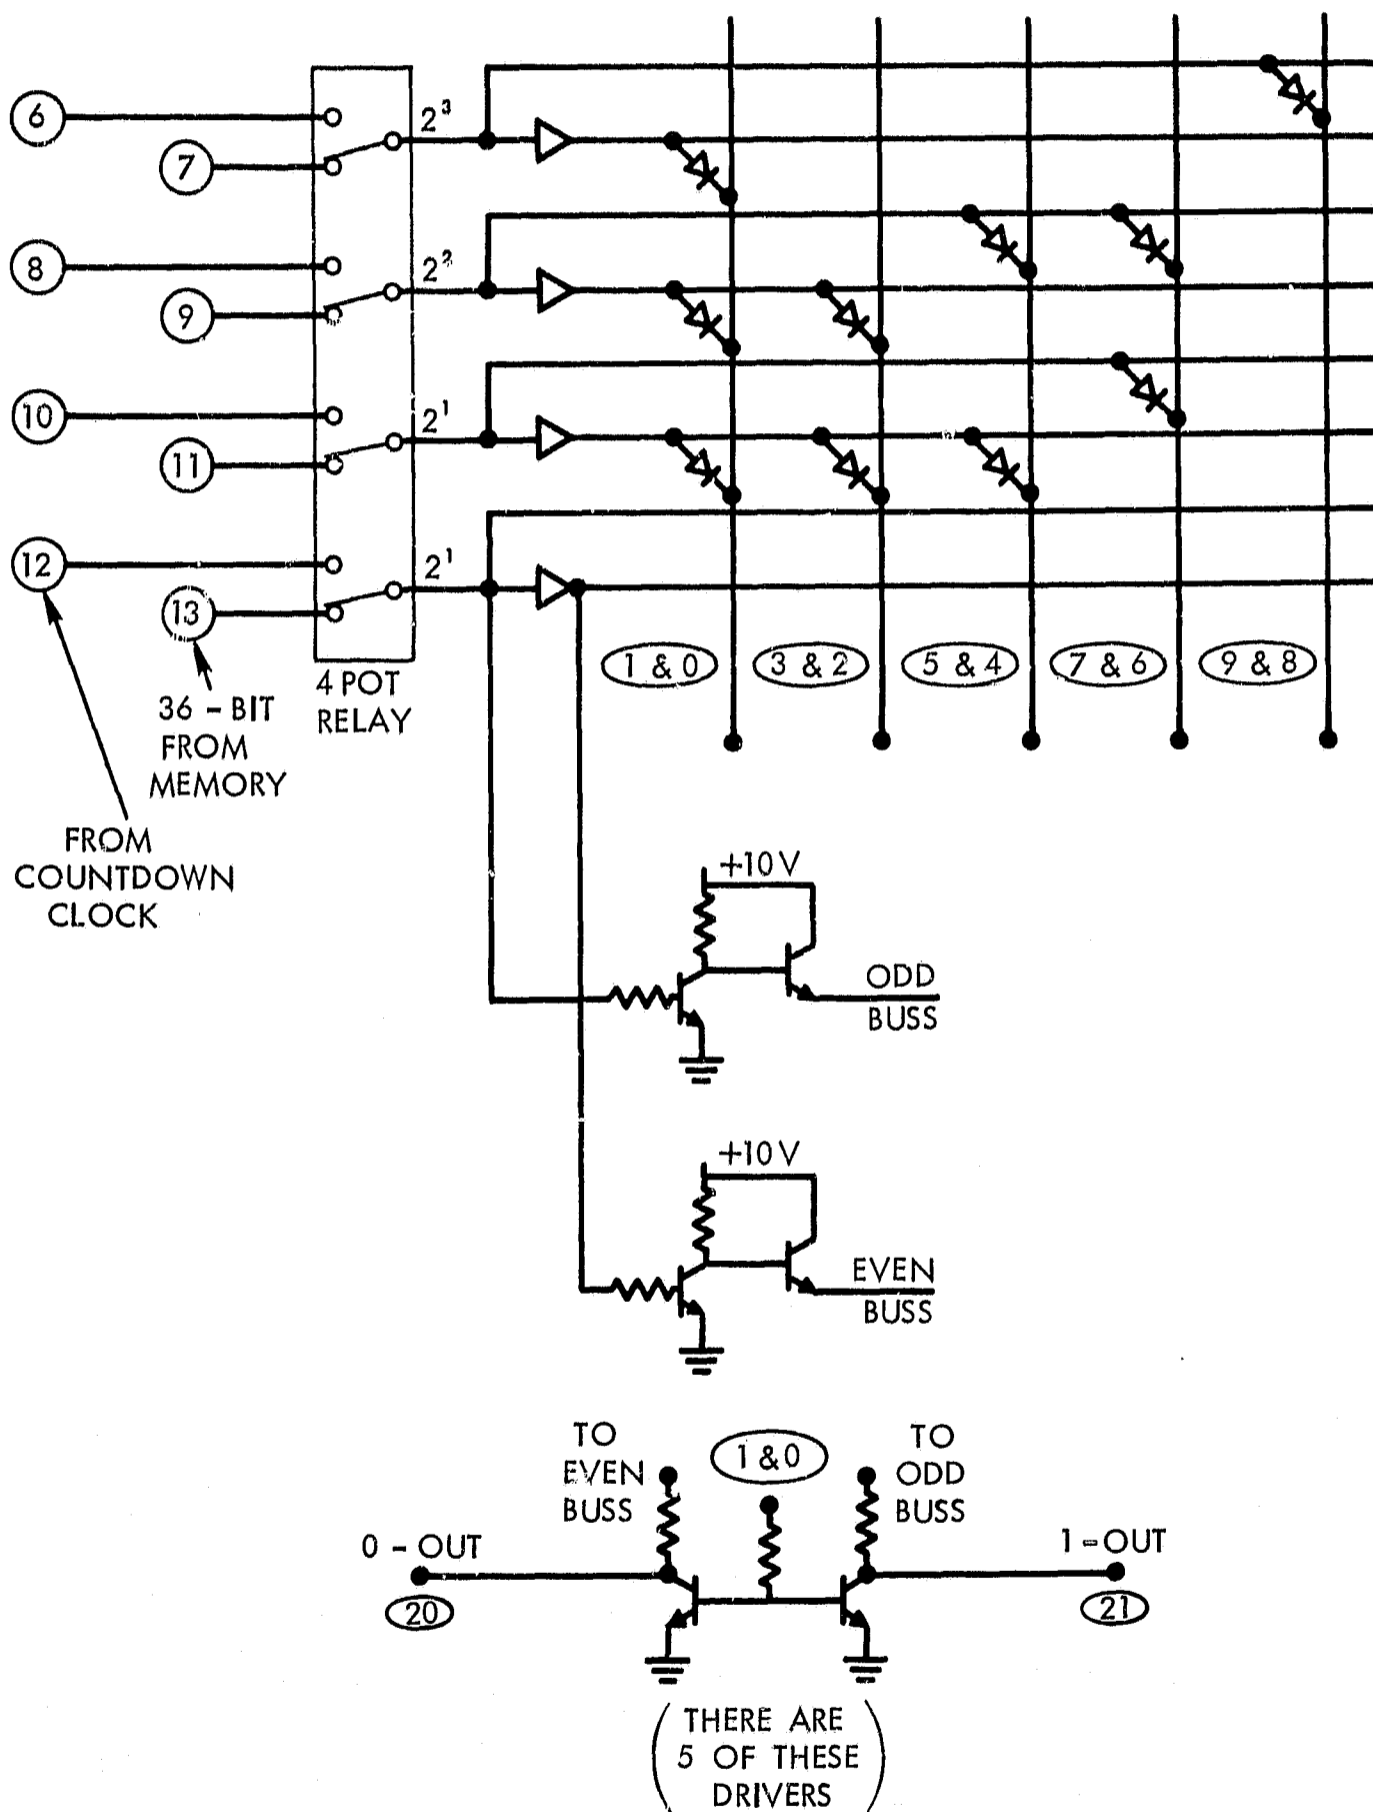 6
2³
7
8
2²
9
10
2¹
11
12
2¹
13
1 & 0
3 & 2
5 & 4
7 & 6
9 & 8
4 POT
RELAY
36 - BIT
FROM
MEMORY
FROM
COUNTDOWN
CLOCK
+10 V
ODD
BUSS
+10 V
EVEN
BUSS
TO
EVEN
BUSS
1 & 0
TO
ODD
BUSS
0 - OUT
1 - OUT
20
21
( THERE ARE
5 OF THESE
DRIVERS )